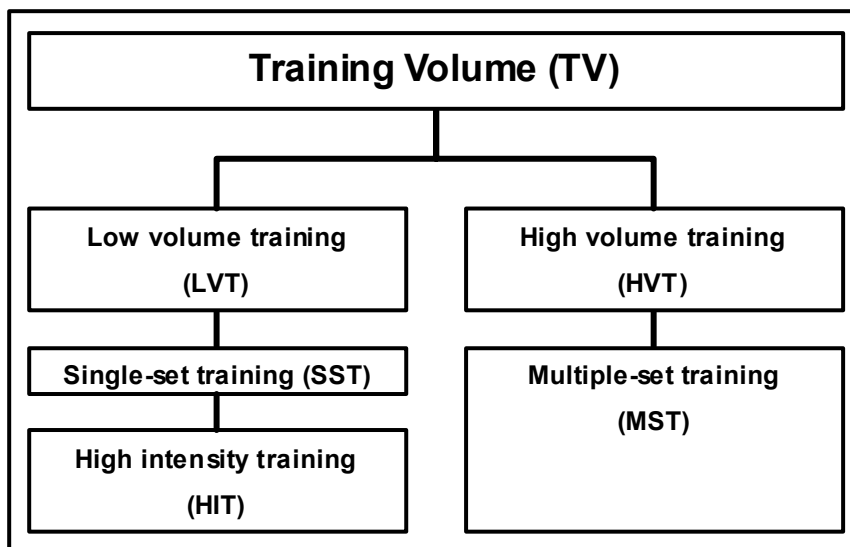 Training Volume (TV)
Low volume training
(LVT)
High volume training
(HVT)
Single-set training (SST)
Multiple-set training
(MST)
High intensity training
(HIT)